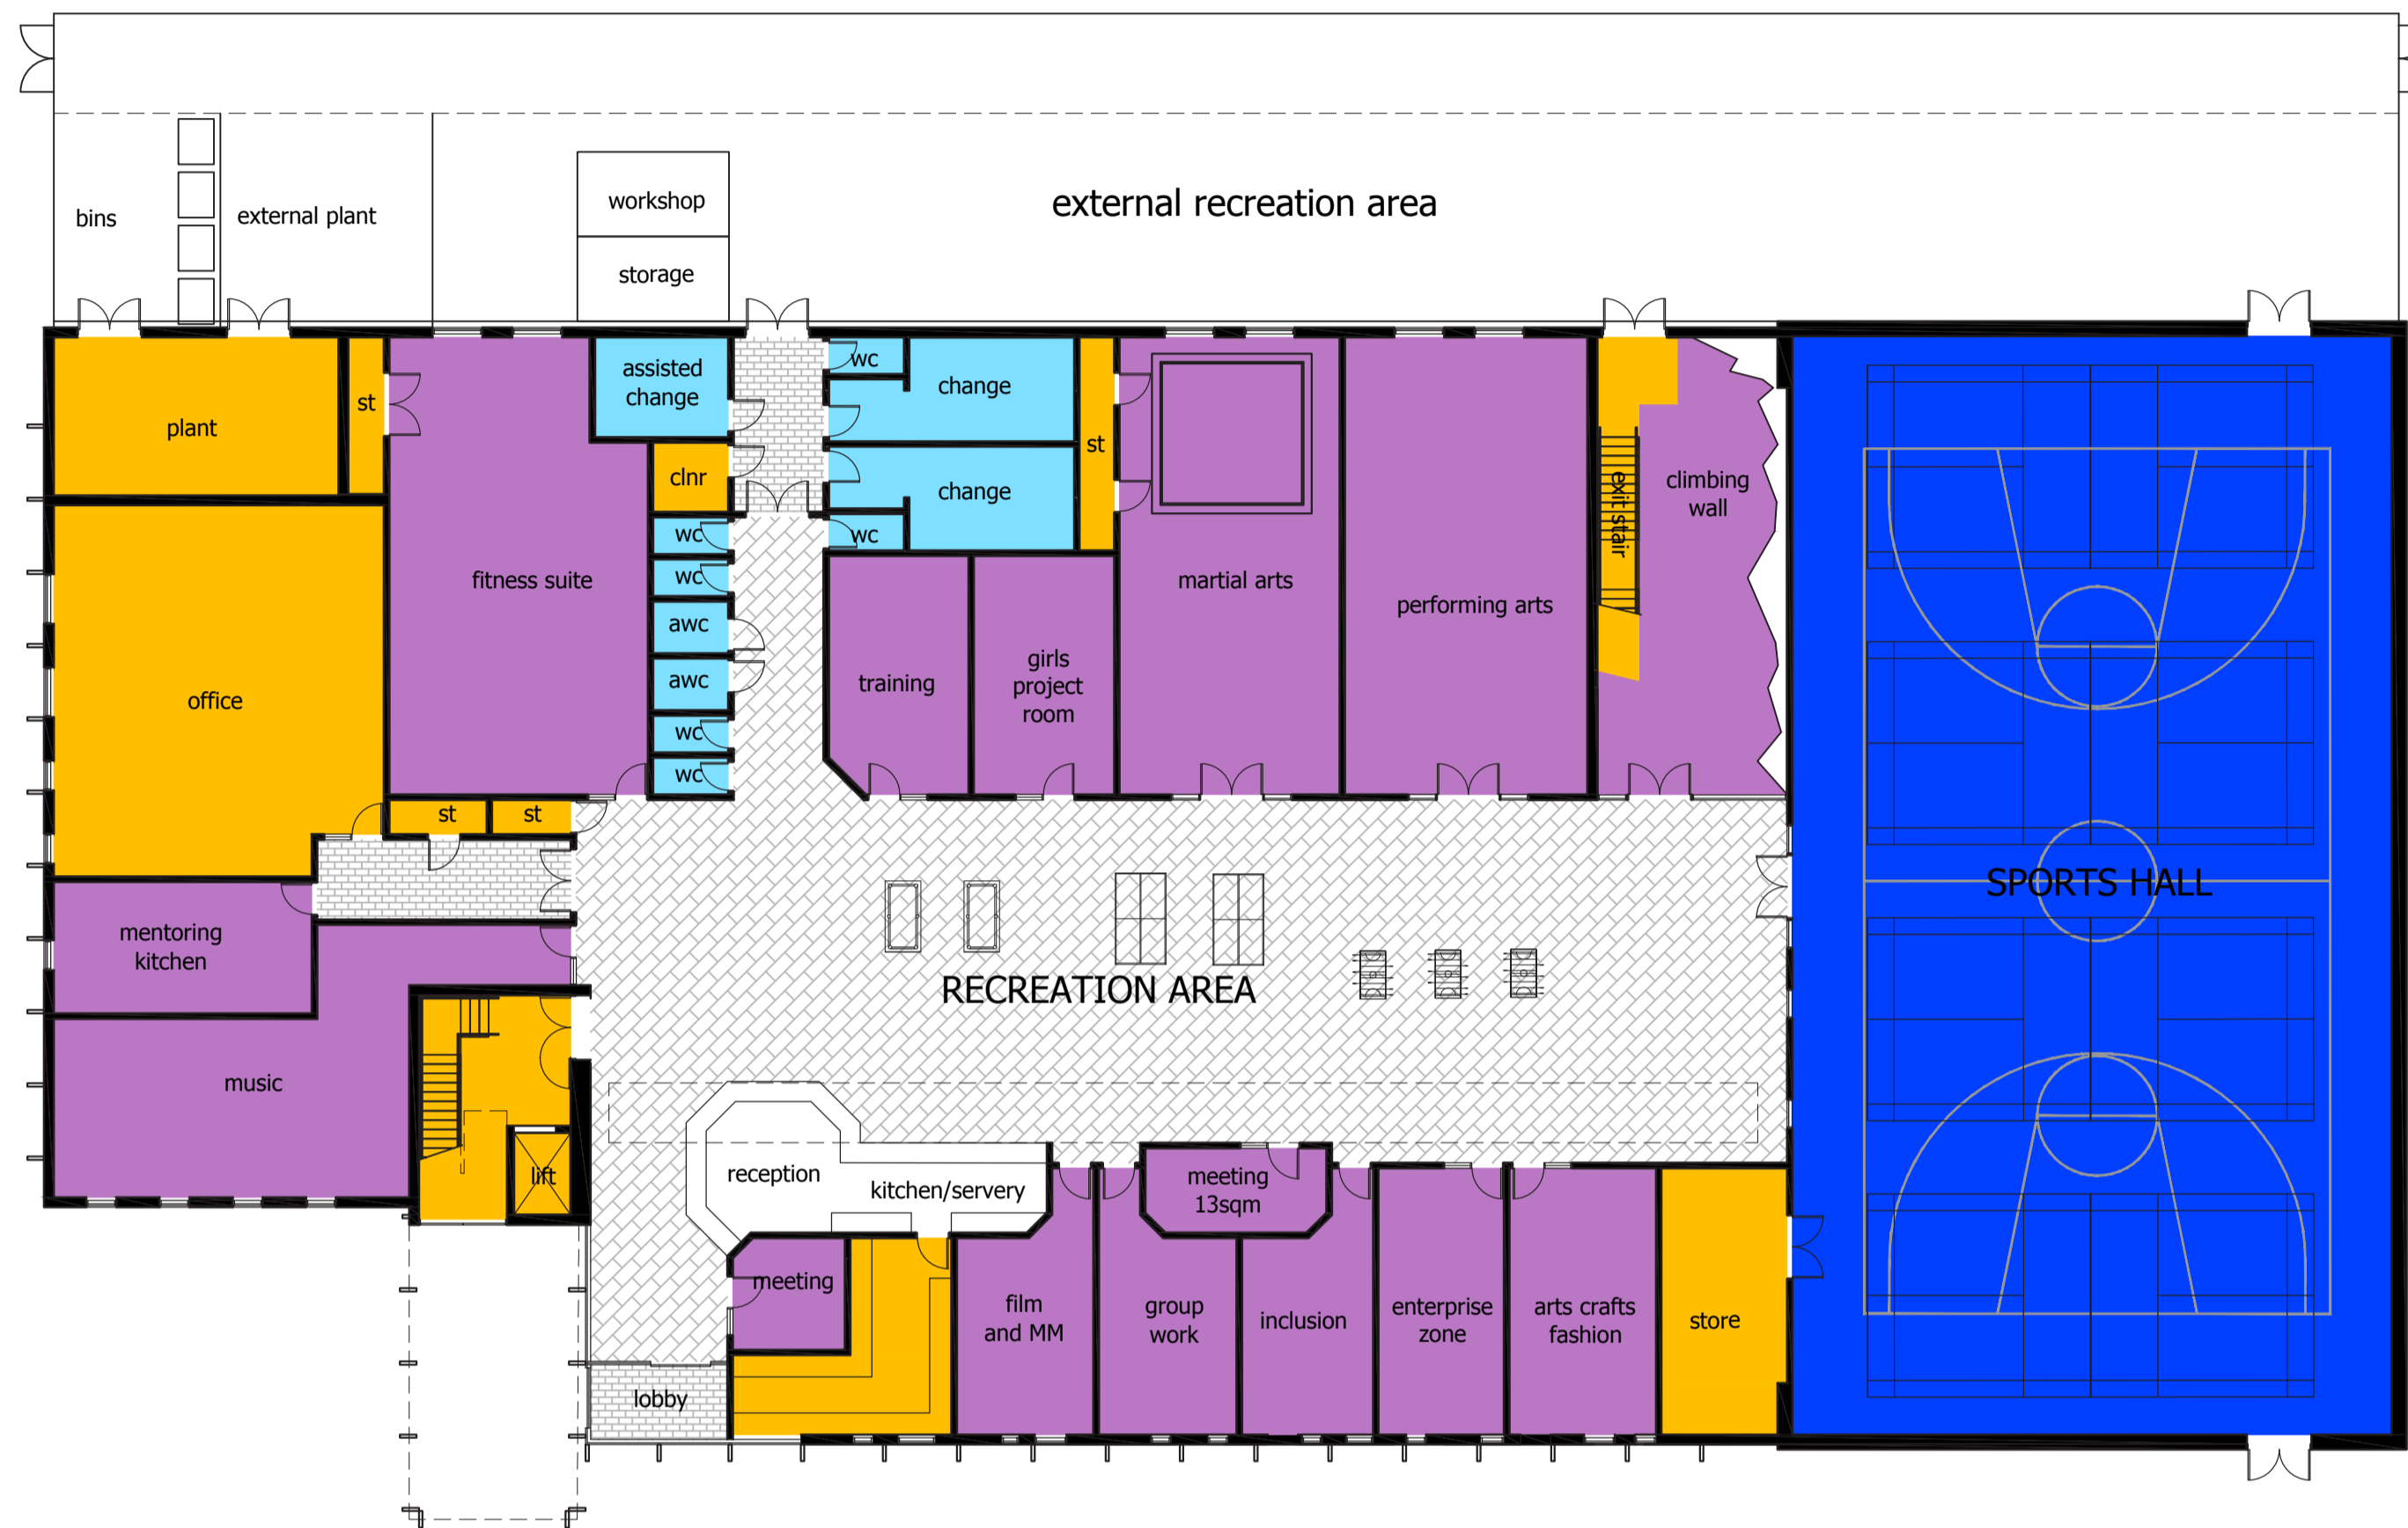 external recreation area
workshop
storage
bins
external plant
plant
st
assisted
change
wc
change
st
clnr
change
wc
wc
wc
awc
awc
wc
wc
fitness suite
office
training
girls
project
room
martial arts
performing arts
exit stair
climbing
wall
st
st
mentoring
kitchen
music
lift
RECREATION AREA
SPORTS HALL
reception
kitchen/servery
meeting
13sqm
meeting
film
and MM
group
work
inclusion
enterprise
zone
arts crafts
fashion
store
lobby